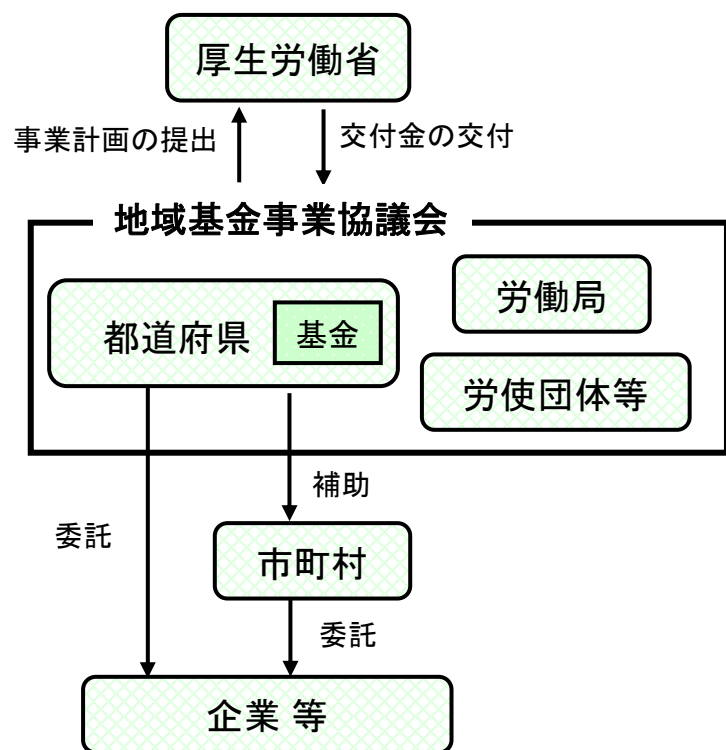 厚生労働省
事業計画の提出
交付金の交付
地域基金事業協議会
都道府県
基金
労働局
労使団体等
補助
委託
市町村
委託
企業 等